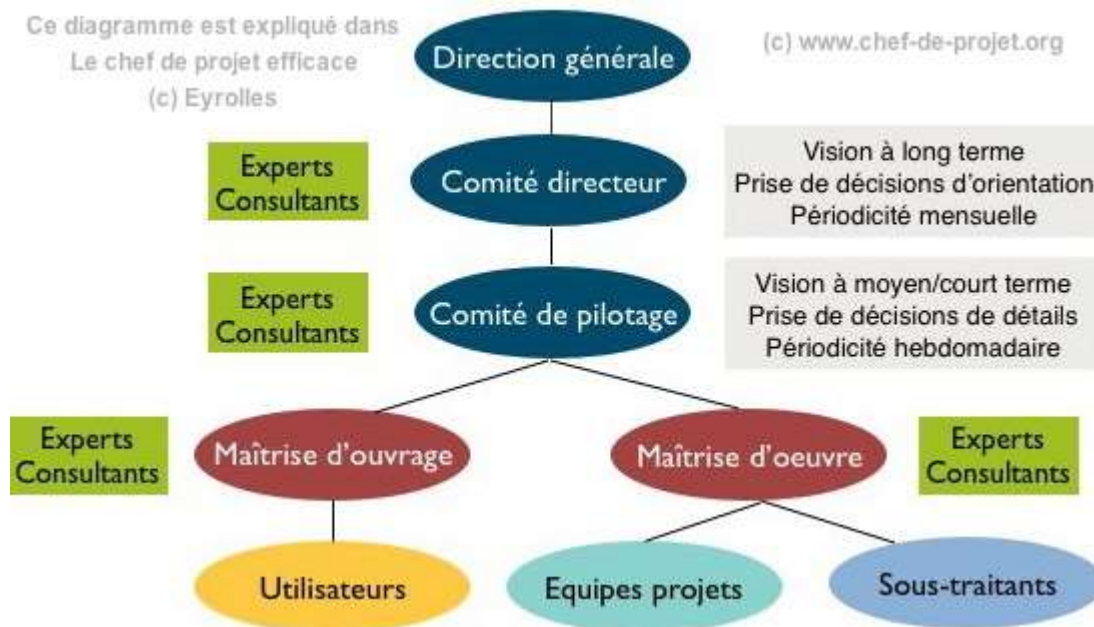 Ce diagramme est expliqué dans
Le chef de projet efficace
(c) Eyrolles
Direction générale
(c) www.chef-de-projet.org
Experts
Consultants
Comité directeur
Vision à long terme
Prise de décisions d'orientation
Périodicité mensuelle
Experts
Consultants
Comité de pilotage
Vision à moyen/court terme
Prise de décisions de détails
Périodicité hebdomadaire
Experts
Consultants
Maîtrise d'ouvrage
Maîtrise d'oeuvre
Experts
Consultants
Utilisateurs
Equipes projets
Sous-traitants